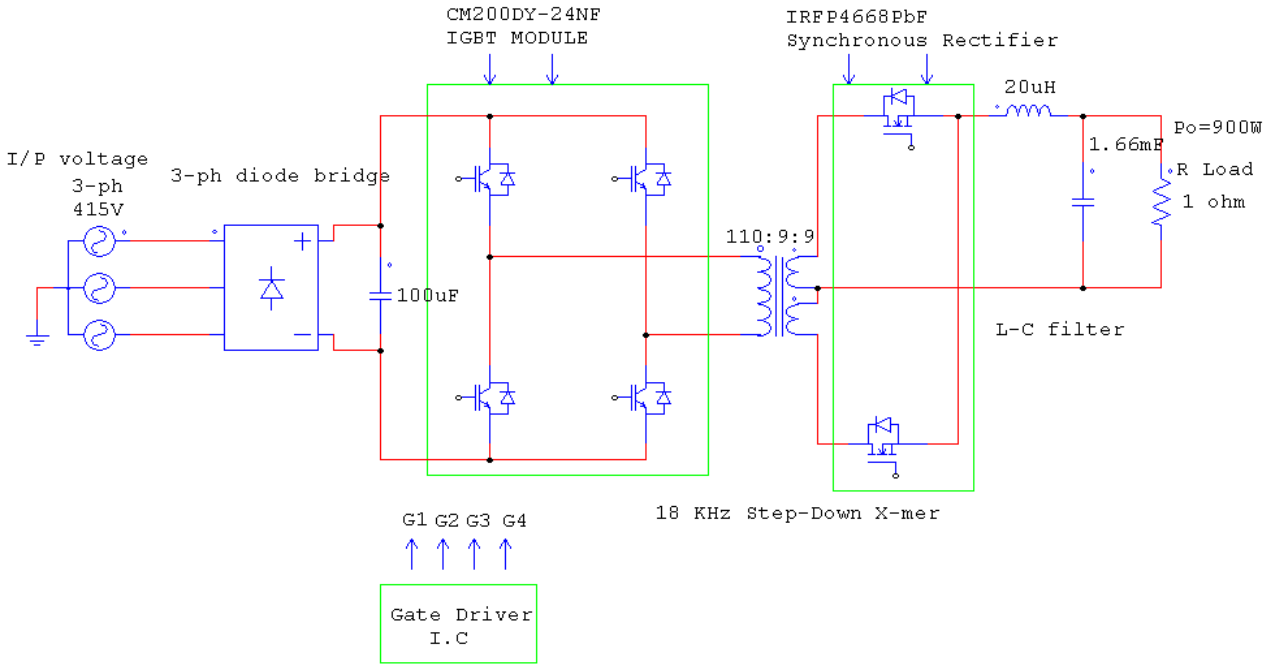 CM200DY-24NF
IGBT MODULE
IRFP4668PbF
Synchronous Rectifier
20uH
Po=900W
1.66mF
R Load
1 ohm
I/P voltage
3-ph
415V
3-ph diode bridge
110:9:9
100uF
L-C filter
18 KHz Step-Down X-mer
G1 G2 G3 G4
Gate Driver
I.C